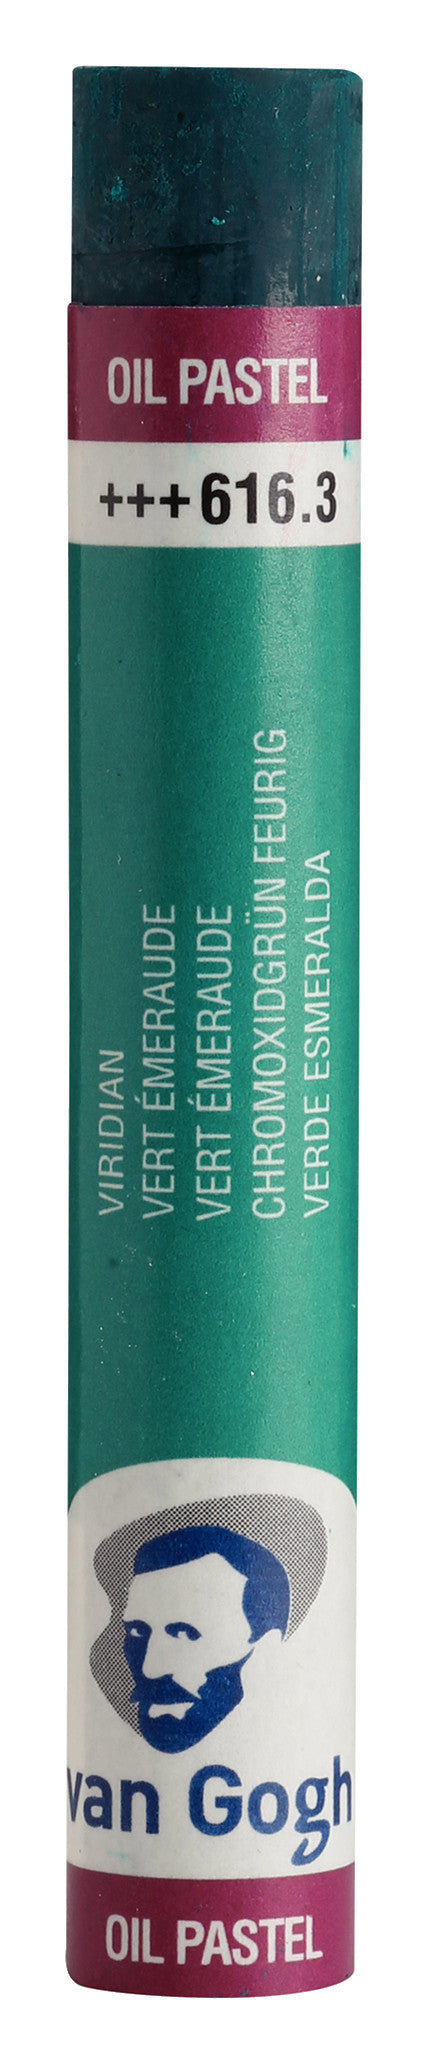 OIL PASTEL
+++616.3
VIRIDIAN
VERT ÉMERAUDE
VERT ÉMERAUDE
CHROMOXIDGRÜN FEURIG
VERDE ESMERALDA
van Gogh
OIL PASTEL